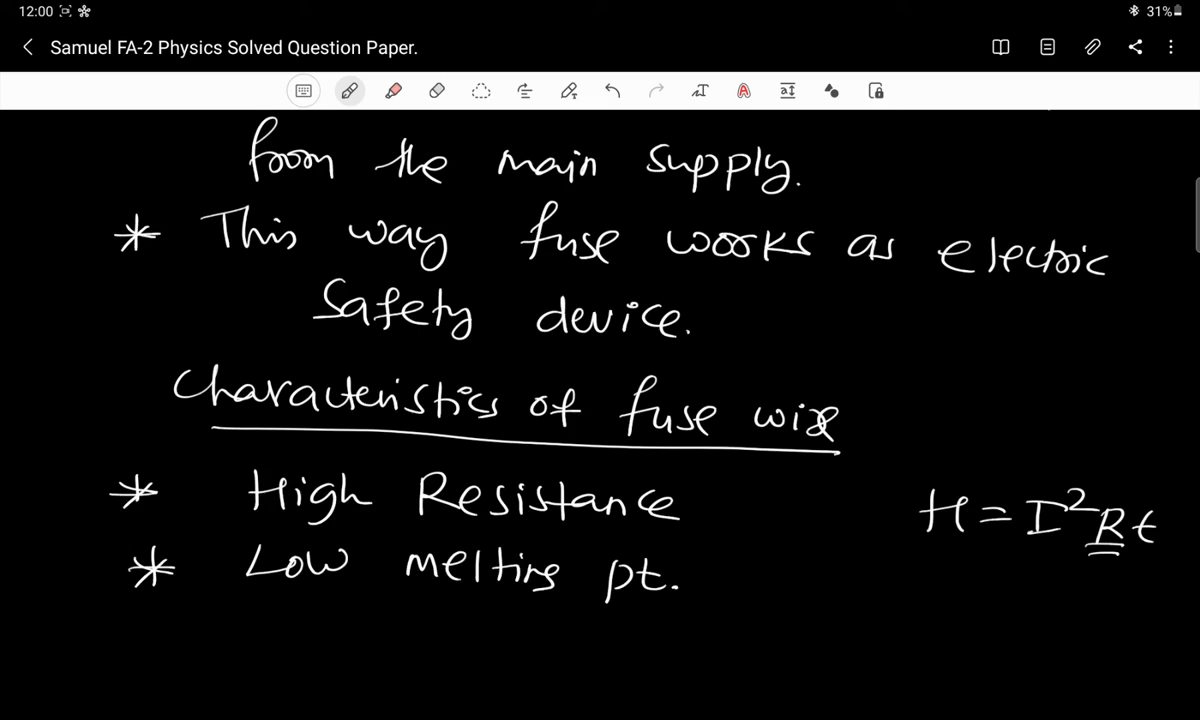 12:00 31%
Samuel FA-2 Physics Solved Question Paper.
from the main supply.
* This way fuse works as electric
safety device.
Characteristics of fuse wire
* High Resistance
H = I²Rt
* Low melting pt.